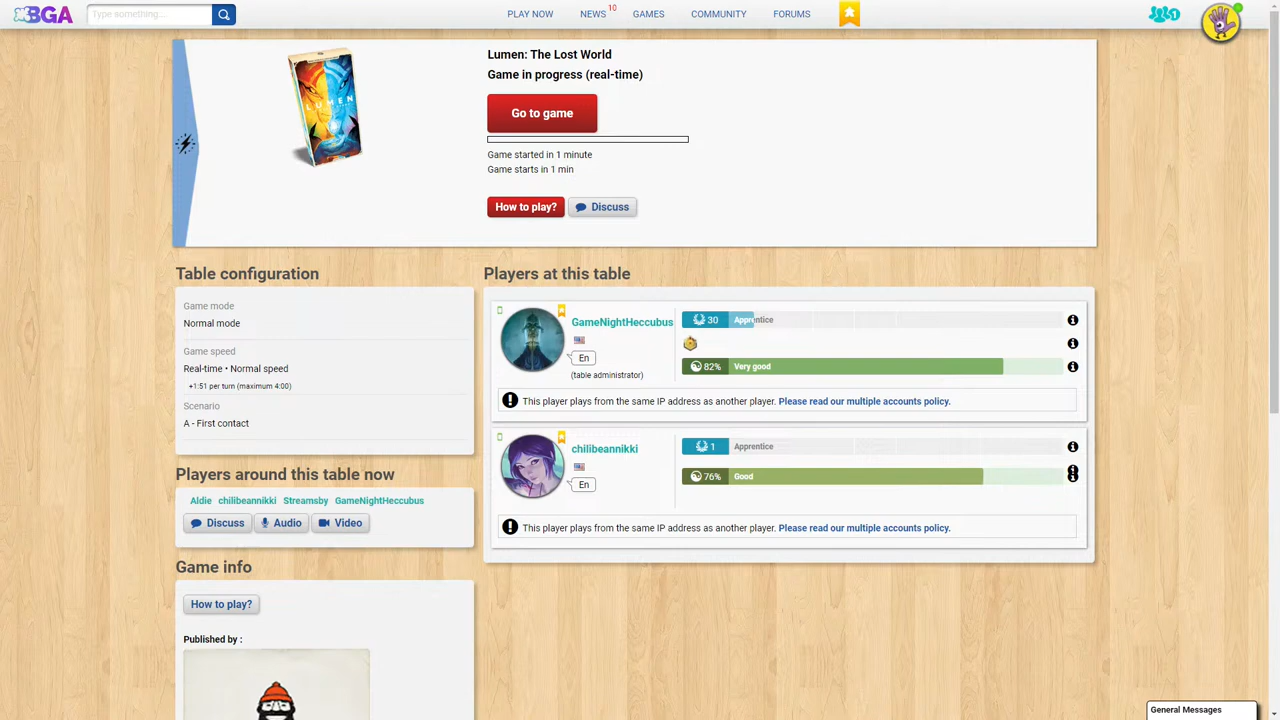 BGA
Type something...
PLAY NOW
NEWS
10
GAMES
COMMUNITY
FORUMS
1
Lumen: The Lost World
Game in progress (real-time)
LUMEN
Go to game
Game started in 1 minute
Game starts in 1 min
How to play?
Discuss
Table configuration
Game mode
Normal mode
Game speed
Real-time • Normal speed
+1:51 per turn (maximum 4:00)
Scenario
A - First contact
Players around this table now
Aldie chilibeannikki Streamsby GameNightHeccubus
Discuss
Audio
Video
Game info
How to play?
Published by :
Players at this table
GameNightHeccubus
En
(table administrator)
30
Apprentice
82%
Very good
This player plays from the same IP address as another player. Please read our multiple accounts policy.
chilibeannikki
En
1
Apprentice
76%
Good
This player plays from the same IP address as another player. Please read our multiple accounts policy.
General Messages